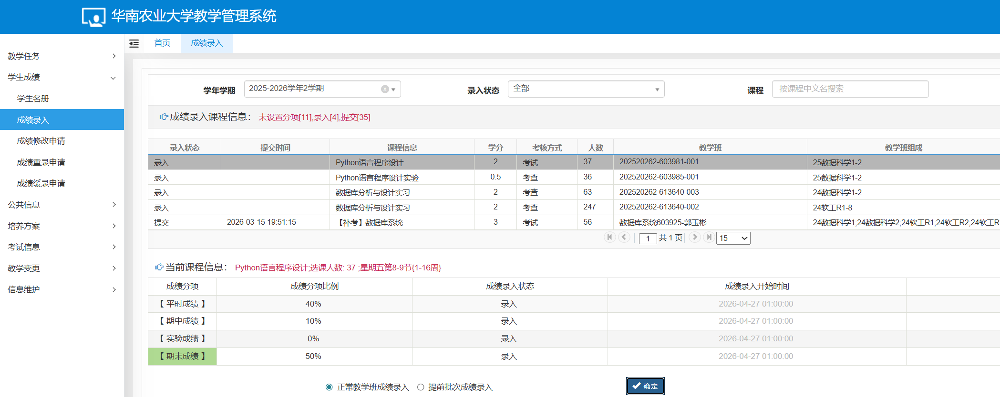 华南农业大学教学管理系统
首页 成绩录入
教学任务
学生成绩
学生名册
成绩录入
成绩修改申请
成绩重录申请
成绩缓录申请
公共信息
培养方案
考试信息
教学变更
信息维护
学年学期 2025-2026学年2学期 录入状态 全部 课程 按课程中文名搜索
成绩录入课程信息： 未设置分项[11],录入[4],提交[35]
录入状态 提交时间 课程信息 学分 考核方式 人数 教学班 教学班组成
录入 Python语言程序设计 2 考试 37 202520262-603981-001 25数据科学1-2
录入 Python语言程序设计实验 0.5 考查 36 202520262-603985-001 25数据科学1-2
录入 数据库分析与设计实习 2 考查 63 202520262-613640-003 24数据科学1-2
录入 数据库分析与设计实习 2 考查 247 202520262-613640-002 24软工R1-8
提交 2026-03-15 19:51:15 【补考】数据库系统 3 考试 56 数据库系统603925-郭玉彬 24数据科学1;24数据科学2;24软工R1;24软工R2;24软工R
1 共 1 页 15
当前课程信息： Python语言程序设计;选课人数: 37 ;星期五第8-9节{1-16周}
成绩分项 成绩分项比例 成绩录入状态 成绩录入开始时间
【 平时成绩 】 40% 录入 2026-04-27 01:00:00
【 期中成绩 】 10% 录入 2026-04-27 01:00:00
【 实验成绩 】 0% 录入 2026-04-27 01:00:00
【 期末成绩 】 50% 录入 2026-04-27 01:00:00
正常教学班成绩录入 提前批次成绩录入 确定